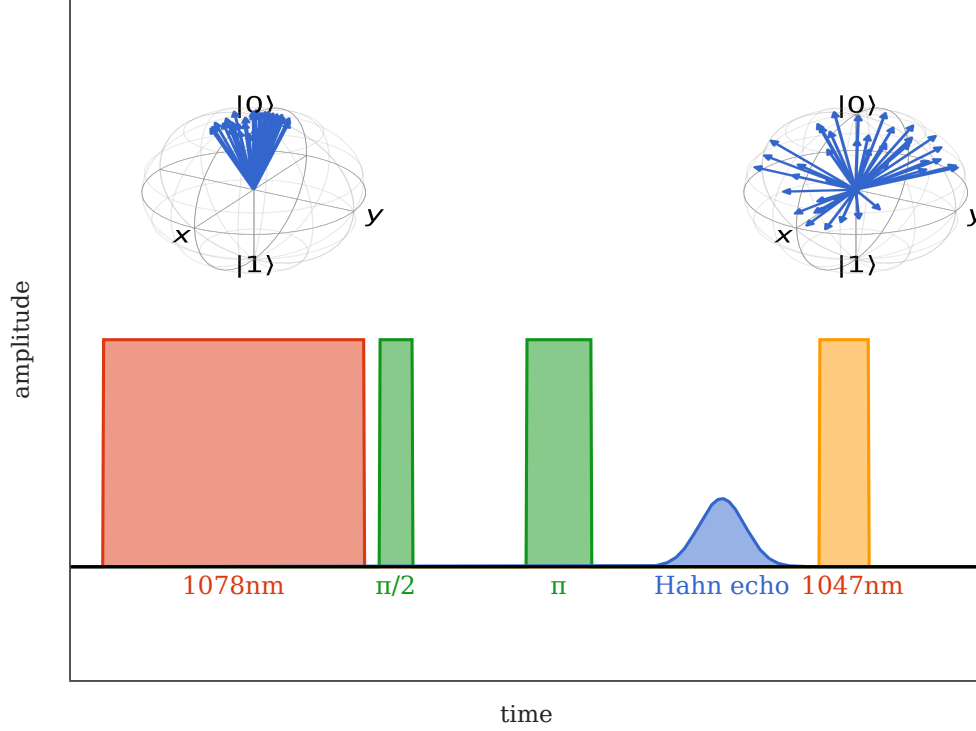 |0⟩
|0⟩
x
y
x
y
|1⟩
|1⟩
amplitude
1078nm
π/2
π
Hahn echo
1047nm
time